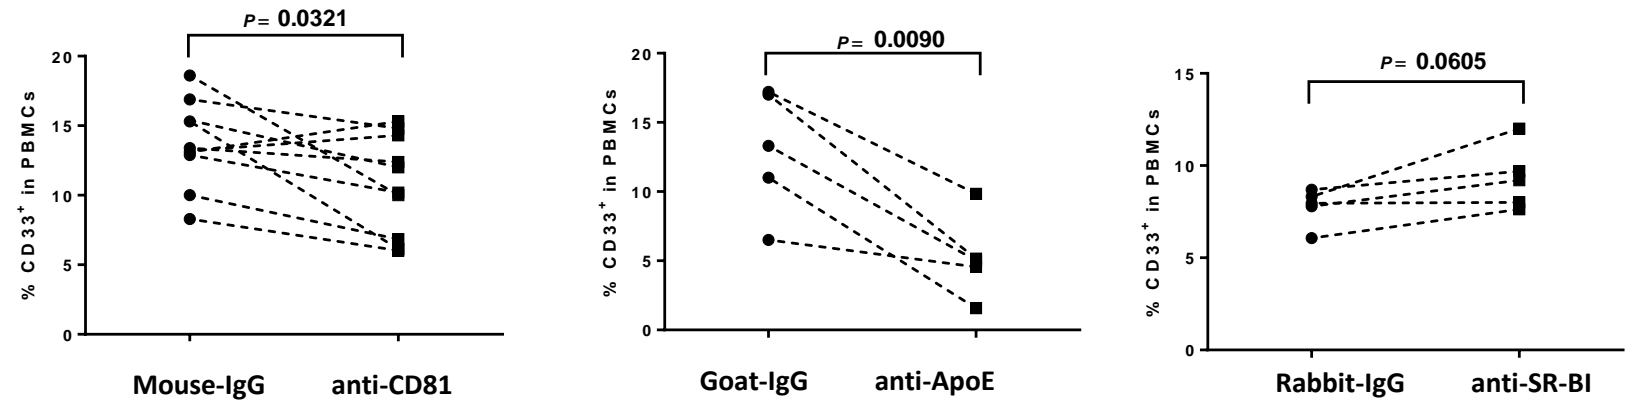 P= 0.0321
% CD33+ in PBMCs
20
15
10
5
0
Mouse-IgG anti-CD81
P= 0.0090
% CD33+ in PBMCs
20
15
10
5
0
Goat-IgG anti-ApoE
P= 0.0605
% CD33+ in PBMCs
15
10
5
0
Rabbit-IgG anti-SR-BI